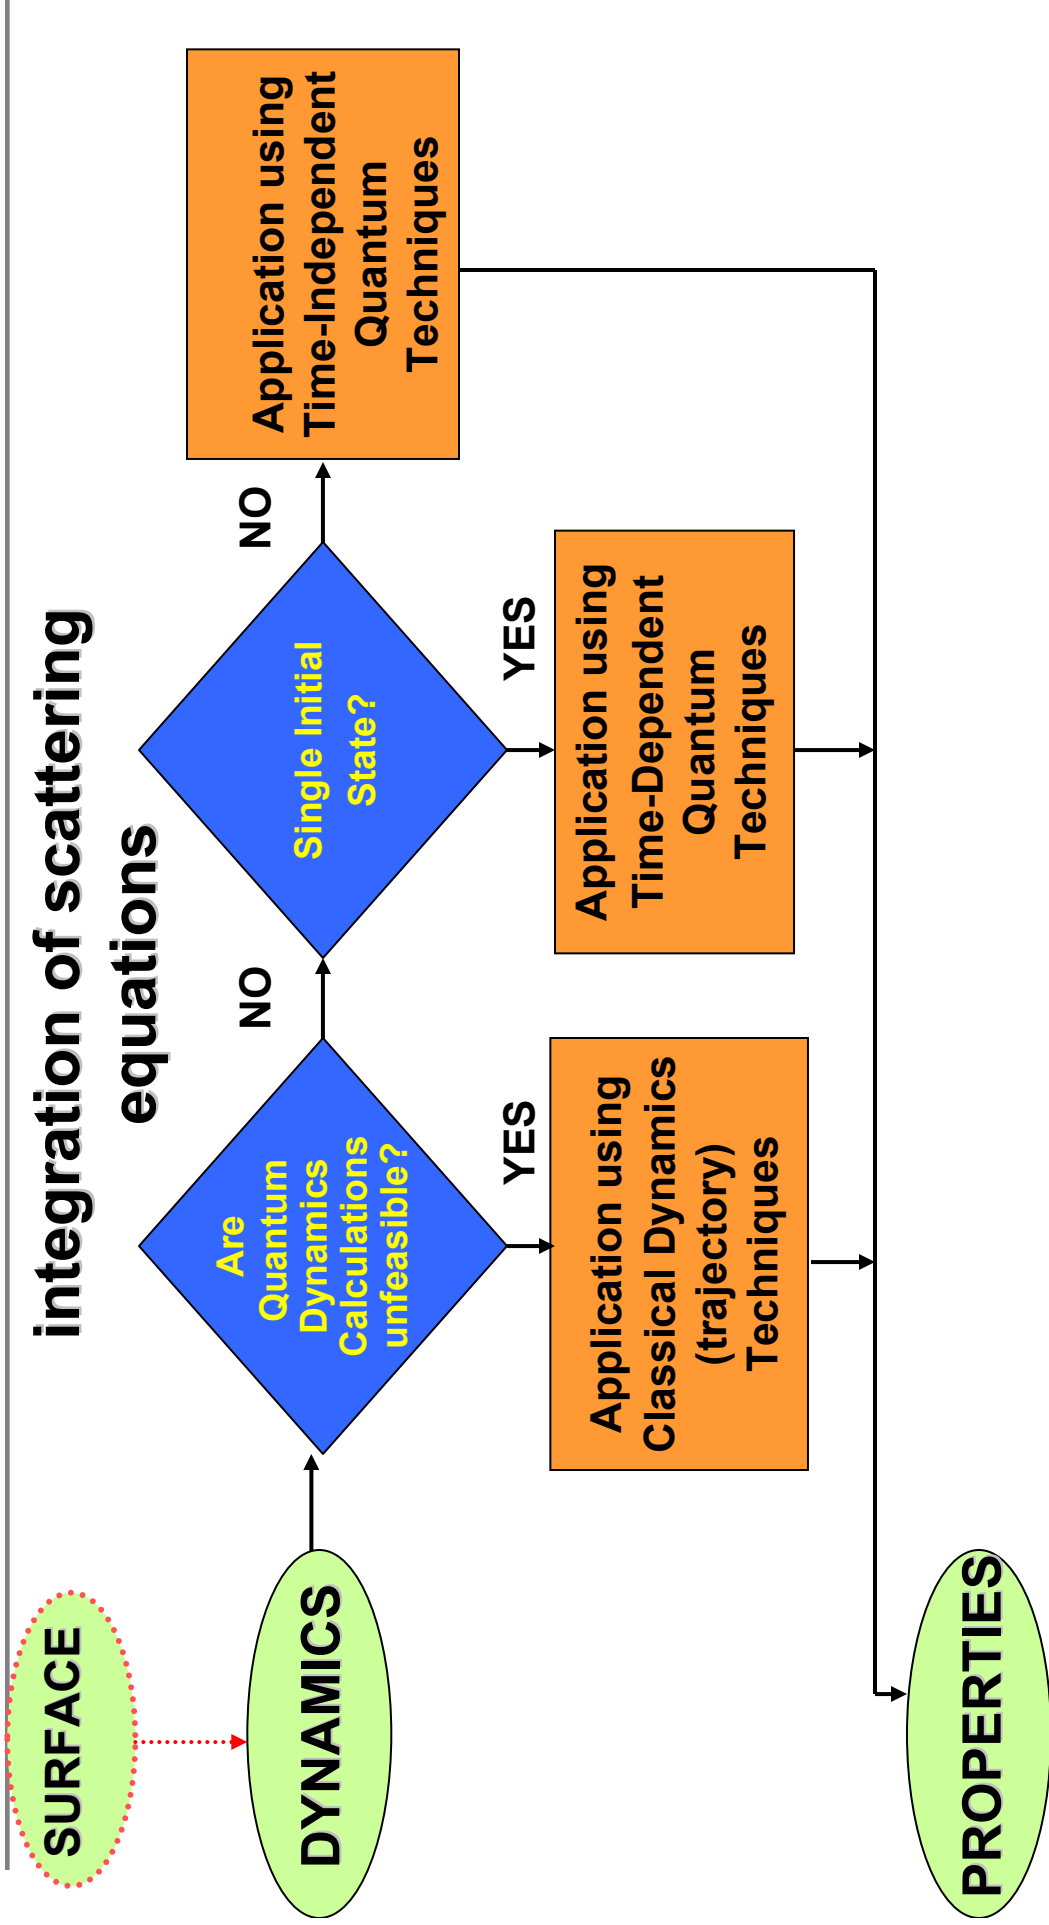 integration of scattering
equations
SURFACE
DYNAMICS
Are
Quantum
Dynamics
Calculations
unfeasible?
NO
Single Initial
State?
NO
Application using
Time-Independent
Quantum
Techniques
YES
Application using
Classical Dynamics
(trajectory)
Techniques
YES
Application using
Time-Dependent
Quantum
Techniques
PROPERTIES